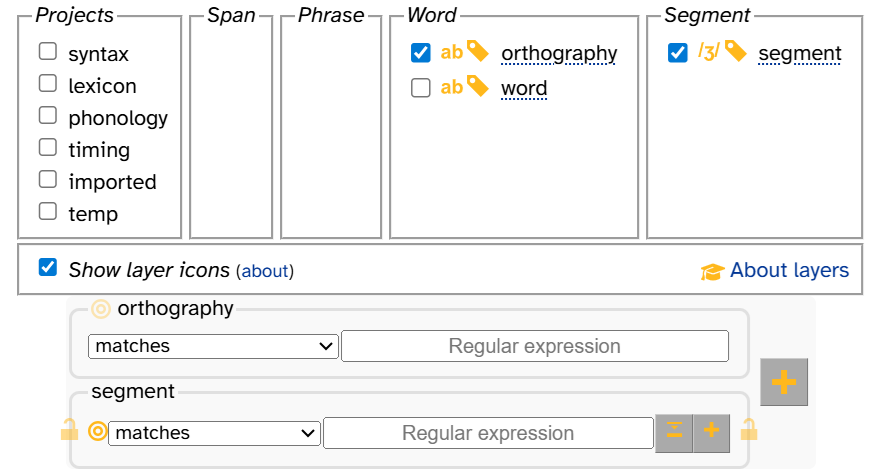 Projects
Span
Phrase
Word
Segment
syntax
lexicon
phonology
timing
imported
temp
ab orthography
ab word
/ʒ/ segment
Show layer icons (about)
About layers
orthography
matches
Regular expression
segment
matches
Regular expression